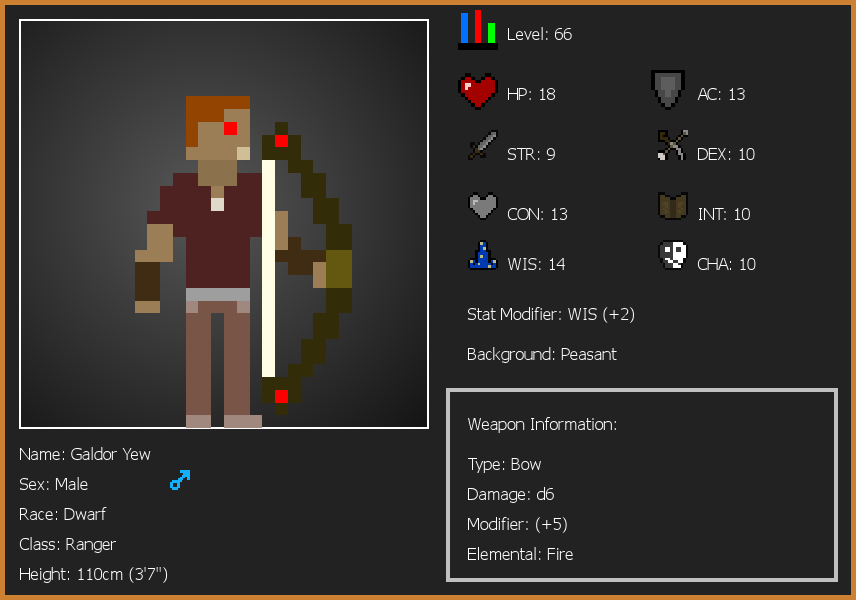 Level: 66
HP: 18
AC: 13
STR: 9
DEX: 10
CON: 13
INT: 10
WIS: 14
CHA: 10
Stat Modifier: WIS (+2)
Background: Peasant
Weapon Information:
Type: Bow
Damage: d6
Modifier: (+5)
Elemental: Fire
Name: Galdor Yew
Sex: Male
Race: Dwarf
Class: Ranger
Height: 110cm (3'7")